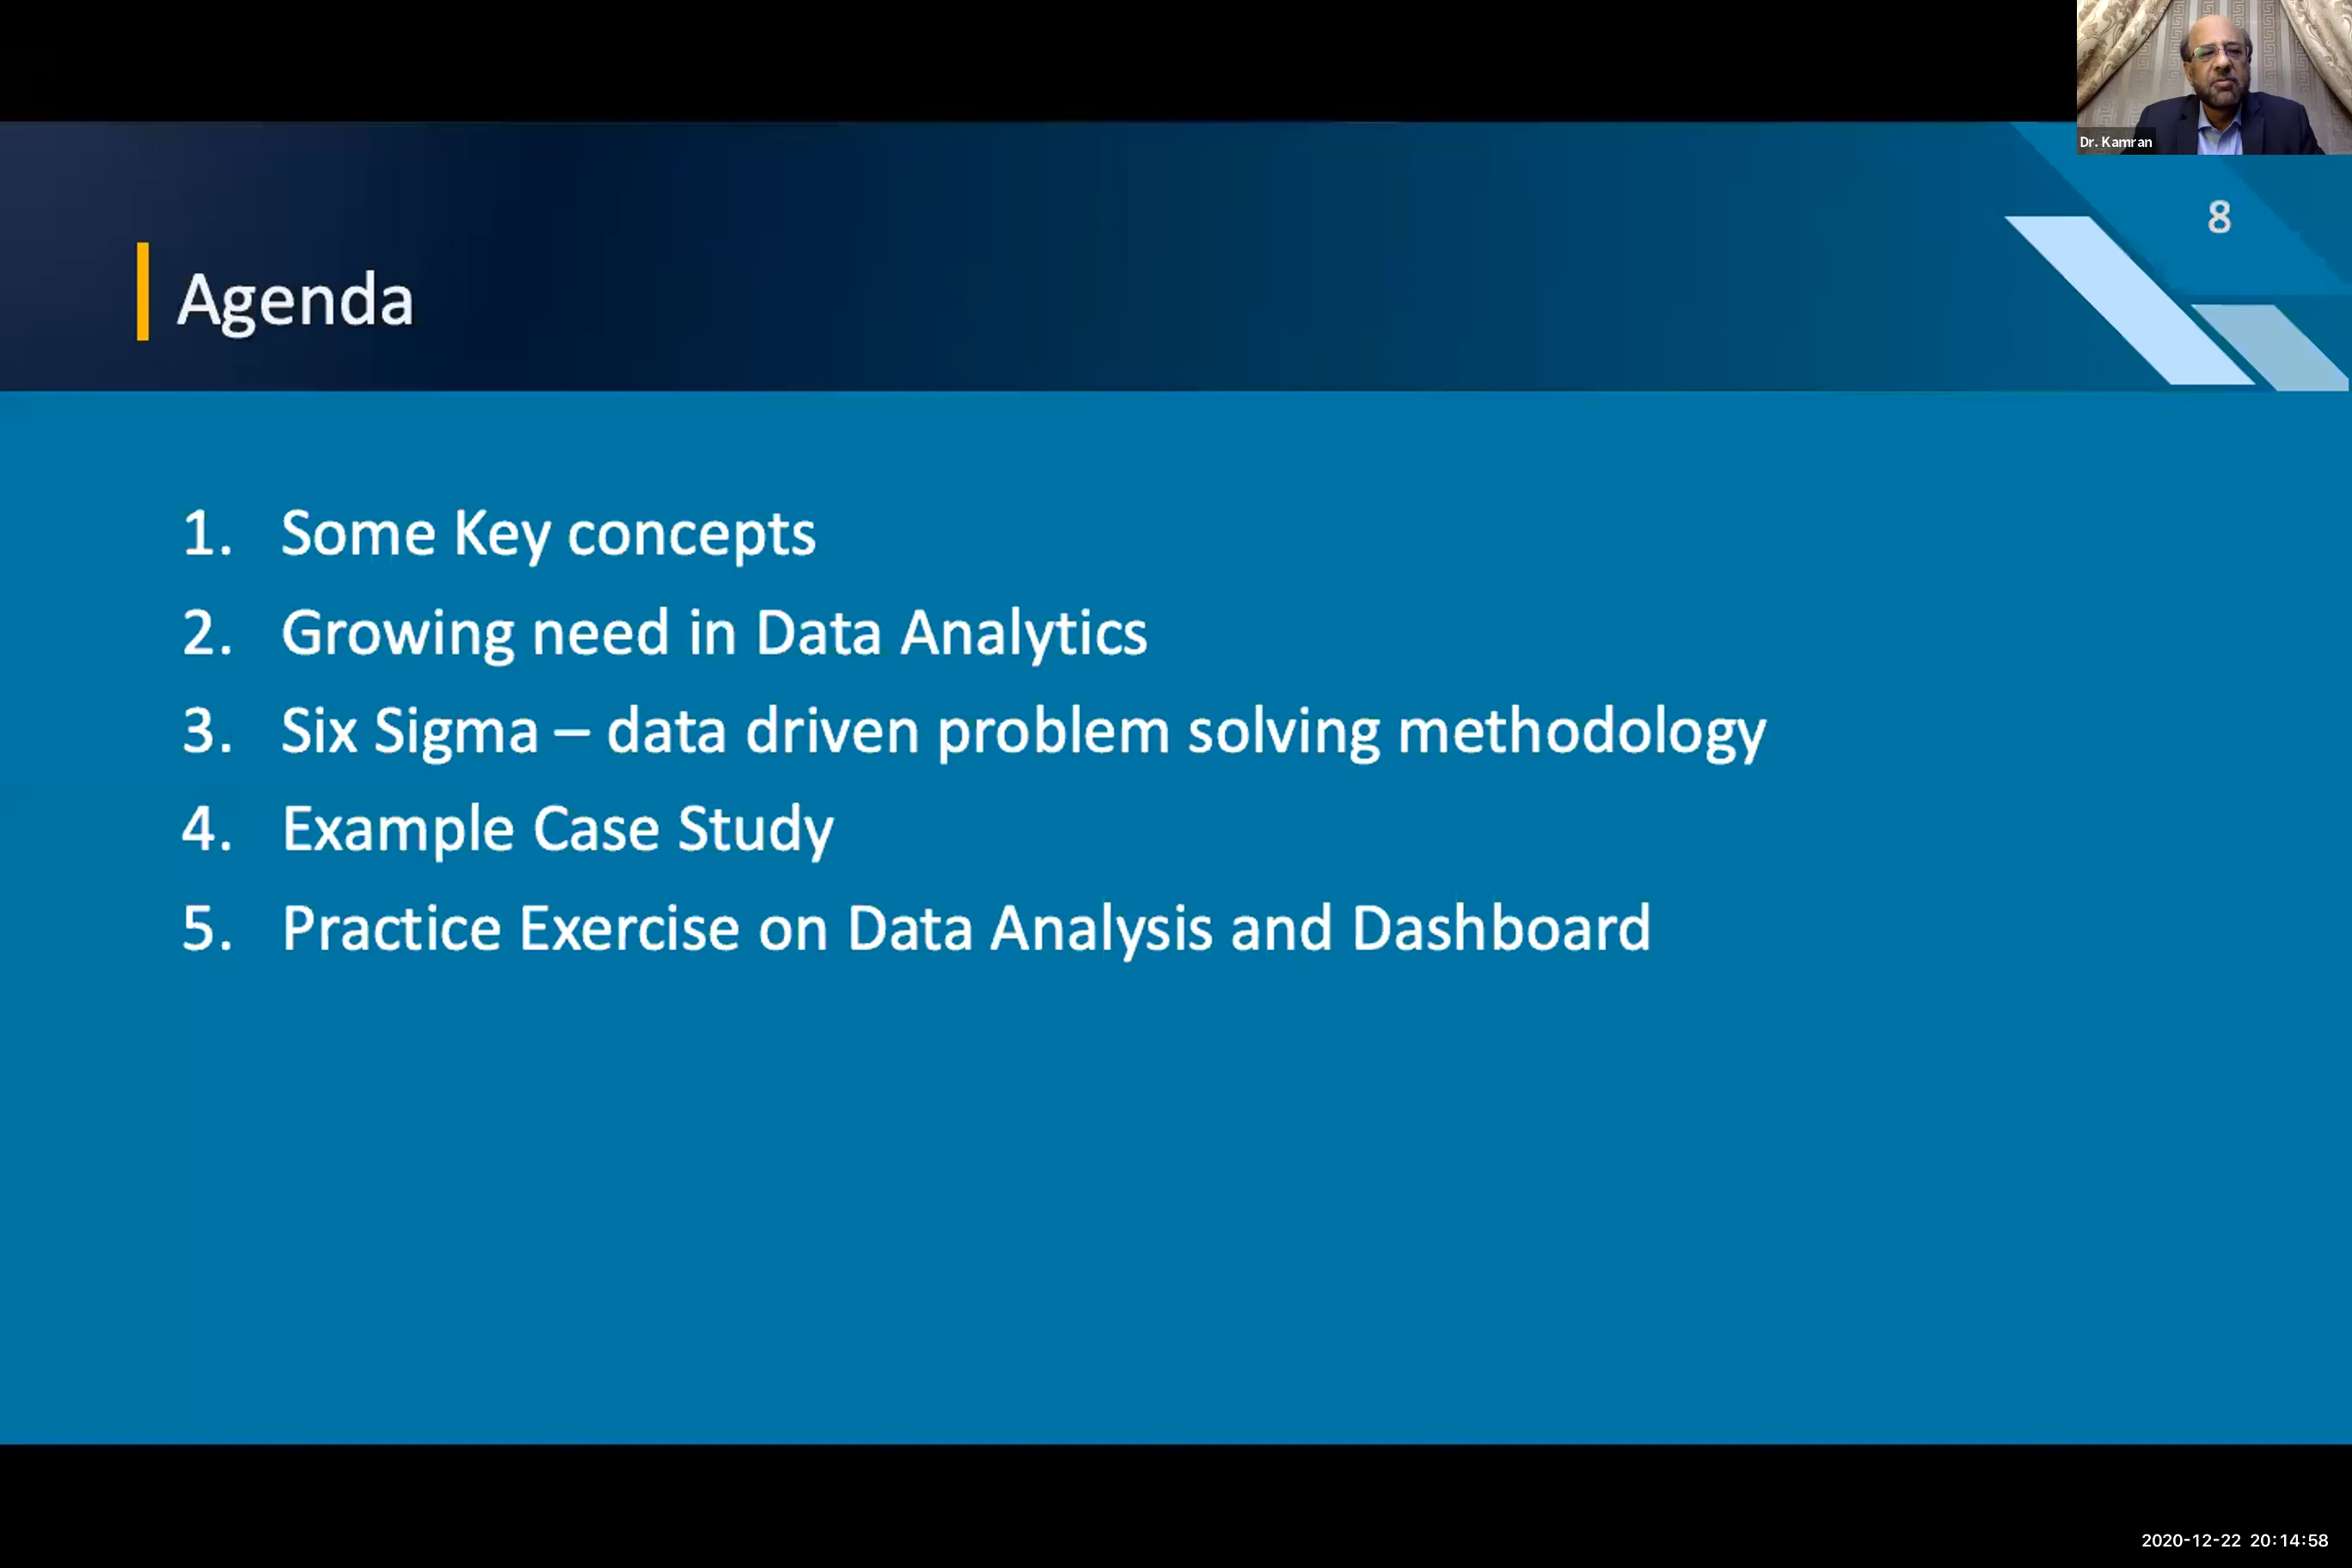 Dr. Kamran
8
Agenda
1. Some Key concepts
2. Growing need in Data Analytics
3. Six Sigma – data driven problem solving methodology
4. Example Case Study
5. Practice Exercise on Data Analysis and Dashboard
2020-12-22 20:14:58